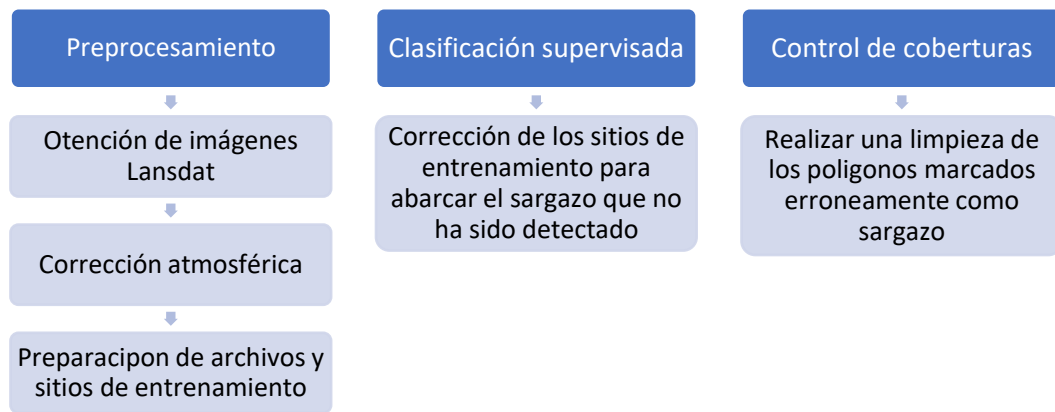 Preprocesamiento
Otención de imágenes
Lansdat
Corrección atmosférica
Preparacipon de archivos y
sitios de entrenamiento
Clasificación supervisada
Corrección de los sitios de
entrenamiento para
abarcar el sargazo que no
ha sido detectado
Control de coberturas
Realizar una limpieza de
los poligonos marcados
erroneamente como
sargazo